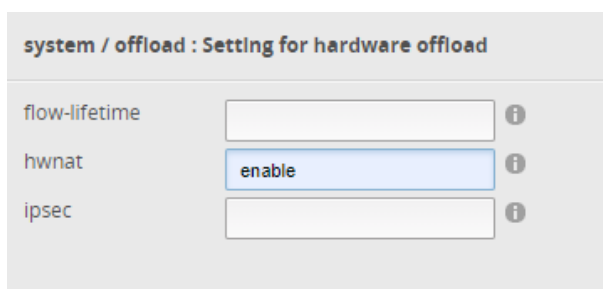 system / offload : Setting for hardware offload
flow-lifetime
hwnat enable
ipsec